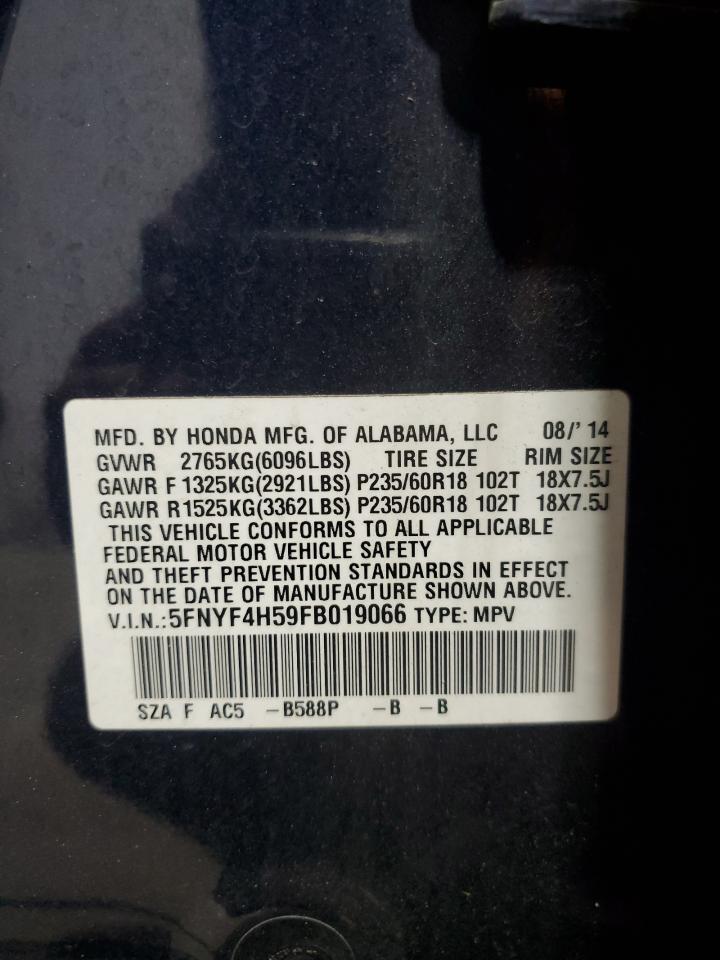 MFD. BY HONDA MFG. OF ALABAMA, LLC 08/' 14
GVWR 2765KG(6096LBS) TIRE SIZE RIM SIZE
GAWR F 1325KG(2921LBS) P235/60R18 102T 18X7.5J
GAWR R1525KG(3362LBS) P235/60R18 102T 18X7.5J
THIS VEHICLE CONFORMS TO ALL APPLICABLE
FEDERAL MOTOR VEHICLE SAFETY
AND THEFT PREVENTION STANDARDS IN EFFECT
ON THE DATE OF MANUFACTURE SHOWN ABOVE.
V.I.N.:5FNYF4H59FB019066 TYPE: MPV
SZA F AC5 -B588P -B -B